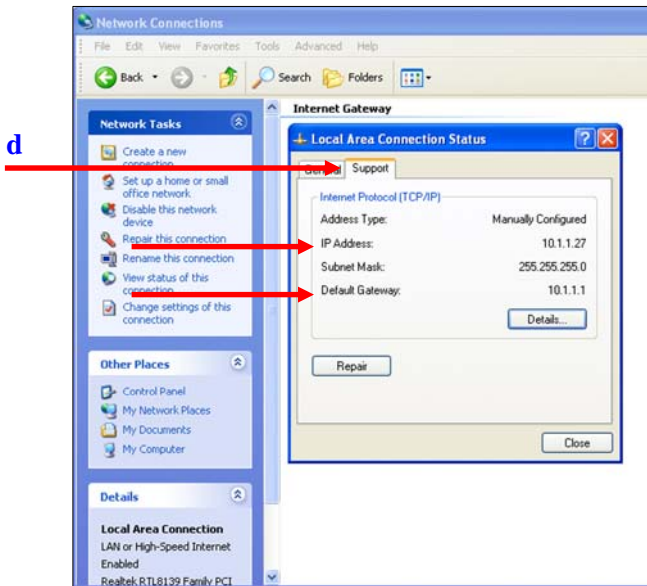 Network Connections
File Edit View Favorites Tools Advanced Help
Back Search Folders
Internet Gateway
d
Network Tasks
Create a new
connection
Set up a home or small
office network
Disable this network
device
Repair this connection
Rename this connection
View status of this
connection
Change settings of this
connection
Other Places
Control Panel
My Network Places
My Documents
My Computer
Details
Local Area Connection
LAN or High-Speed Internet
Enabled
Realtek RTL8139 Family PCI
Local Area Connection Status
General Support
Internet Protocol (TCP/IP)
Address Type: Manually Configured
IP Address: 10.1.1.27
Subnet Mask: 255.255.255.0
Default Gateway: 10.1.1.1
Details...
Repair
Close